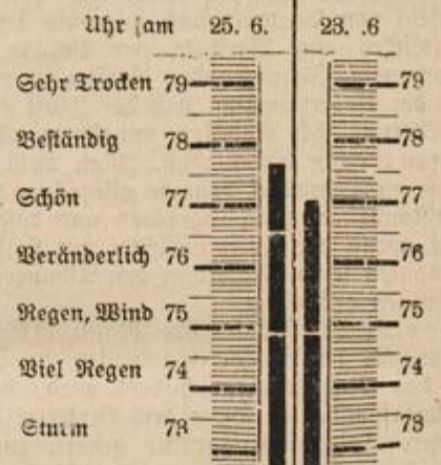 Uhr am 25. 6. 23. .6
Sehr Trocken 79 79
Beständig 78 78
Schön 77 77
Veränderlich 76 76
Regen, Wind 75 75
Viel Regen 74 74
Sturm 73 73